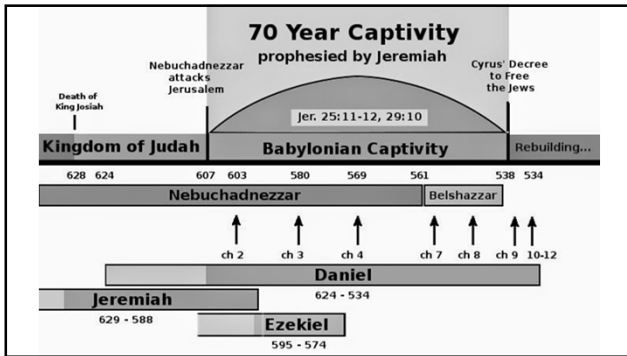 70 Year Captivity
prophesied by Jeremiah
Nebuchadnezzar
attacks
Jerusalem
Cyrus' Decree
to Free
the Jews
Death of
King Josiah
Jer. 25:11-12, 29:10
Kingdom of Judah
Babylonian Captivity
Rebuilding...
628 624 607 603 580 569 561 538 534
Nebuchadnezzar
Belshazzar
ch 2 ch 3 ch 4 ch 7 ch 8 ch 9 10-12
Daniel
624 - 534
Jeremiah
629 - 588
Ezekiel
595 - 574